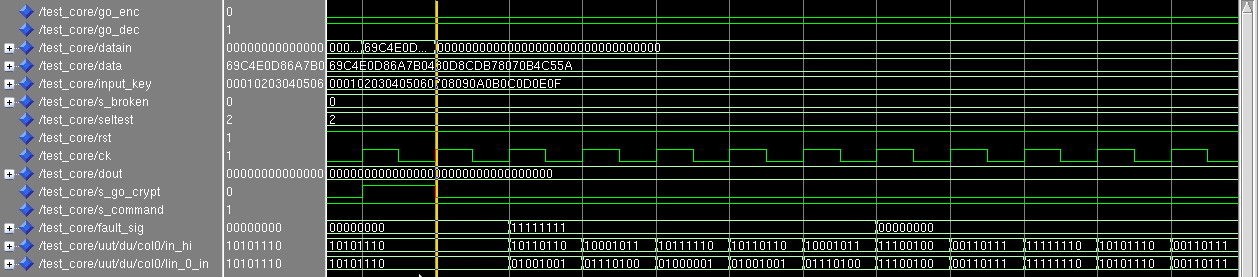 /test_core/go_enc 0
/test_core/go_dec 1
/test_core/datain 00000000000000 000... 69C4E0D... 00000000000000000000000000000000
/test_core/data 69C4E0D86A7B0 69C4E0D86A7B0430D8CDB78070B4C55A
/test_core/input_key 00010203040506 000102030405060708090A0B0C0D0E0F
/test_core/s_broken 0 0
/test_core/seltest 2 2
/test_core/rst 1
/test_core/ck 1
/test_core/dout 00000000000000 00000000000000000000000000000000
/test_core/s_go_crypt 0
/test_core/s_command 1
/test_core/fault_sig 00000000 00000000 11111111 00000000
/test_core/uut/du/col0/in_hi 10101110 10101110 10110110 10001011 10111110 10110110 10001011 11100100 00110111 11111110 10101110 00110111
/test_core/uut/du/col0/lin_0_in 10101110 10101110 01001001 01110100 01000001 01001001 01110100 11100100 00110111 11111110 10101110 00110111